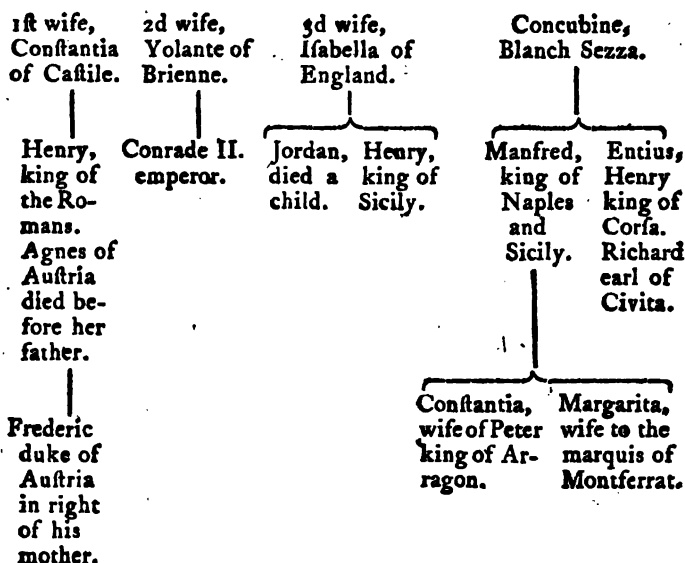 1ſt wife,
Conſtantia
of Caſtile.
2d wife,
Yolante of
Brienne.
3d wife,
Iſabella of
England.
Concubine,
Blanch Sezza.
Henry,
king of
the Ro-
mans.
Agnes of
Auſtria
died be-
fore her
father.
Conrade II.
emperor.
Jordan,
died a
child.
Henry,
king of
Sicily.
Manfred,
king of
Naples
and
Sicily.
Entius,
Henry
king of
Corſa.
Richard
earl of
Civita.
Frederic
duke of
Auſtria
in right
of his
mother.
Conſtantia,
wife of Peter
king of Ar-
ragon.
Margarita,
wife to the
marquis of
Montferrat.